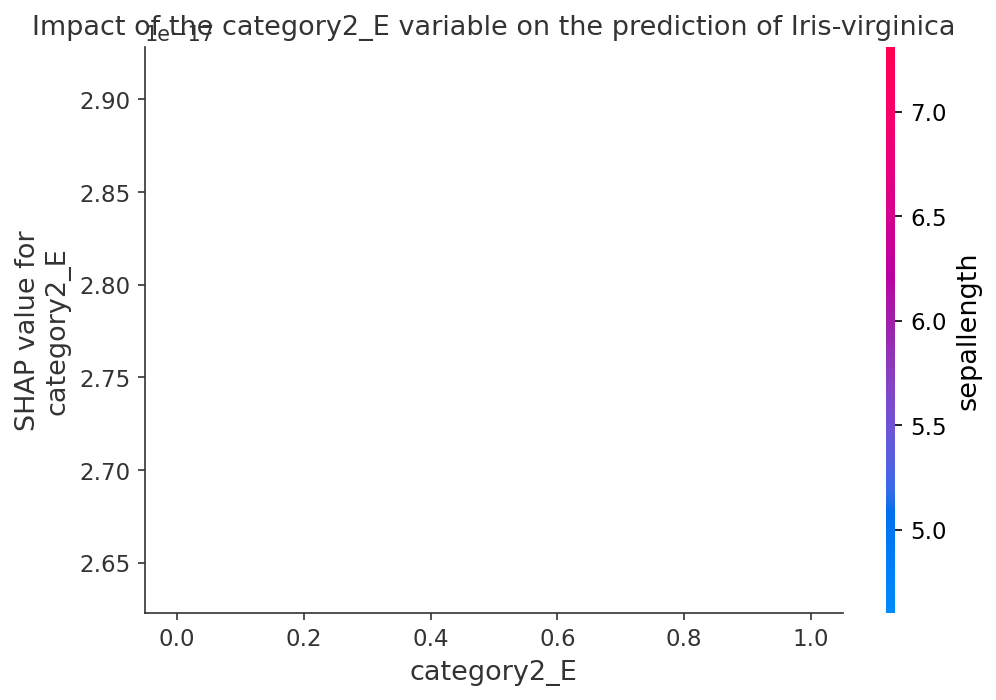 Impact of the category2_E variable on the prediction of Iris-virginica
1e−17
2.90
2.85
2.80
2.75
2.70
2.65
SHAP value for
category2_E
0.0 0.2 0.4 0.6 0.8 1.0
category2_E
7.0
6.5
6.0
5.5
5.0
sepallength